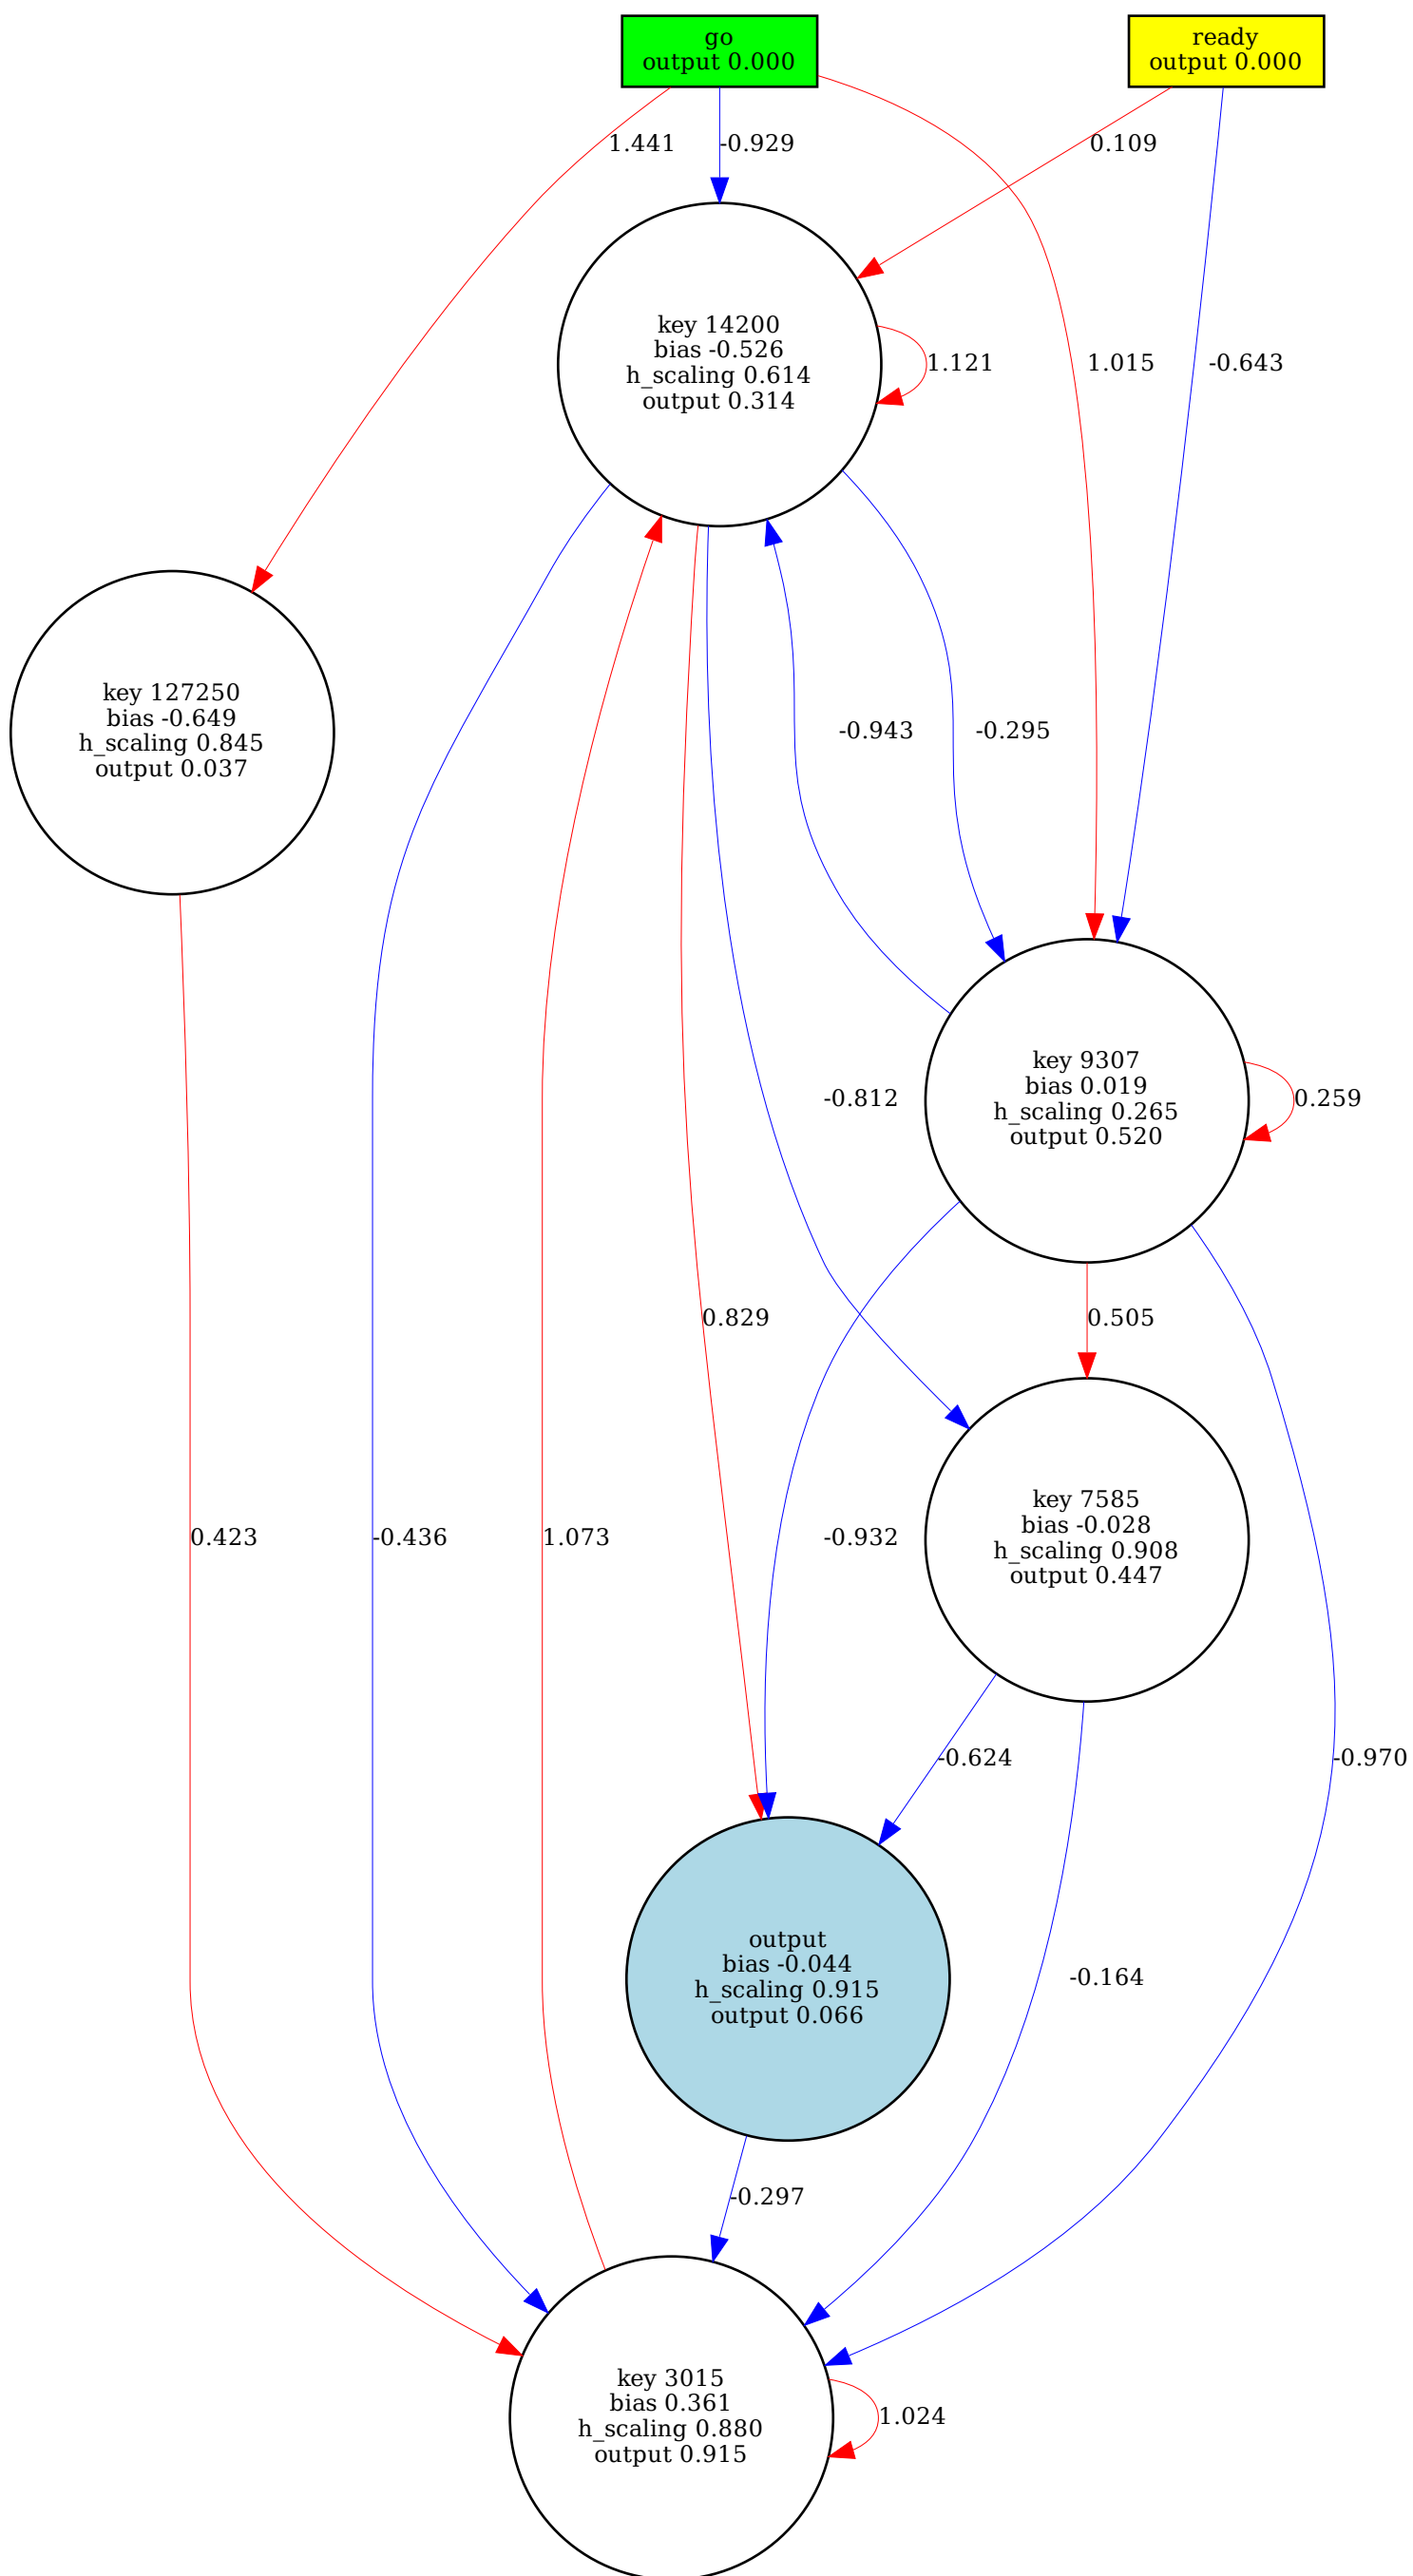 go
output 0.000
ready
output 0.000
1.441
-0.929
0.109
key 14200
bias -0.526
h_scaling 0.614
output 0.314
1.121
1.015
-0.643
key 127250
bias -0.649
h_scaling 0.845
output 0.037
-0.943
-0.295
key 9307
bias 0.019
h_scaling 0.265
output 0.520
-0.812
0.259
0.829
0.505
key 7585
bias -0.028
h_scaling 0.908
output 0.447
0.423
-0.436
1.073
-0.932
-0.624
-0.970
output
bias -0.044
h_scaling 0.915
output 0.066
-0.164
-0.297
key 3015
bias 0.361
h_scaling 0.880
output 0.915
1.024